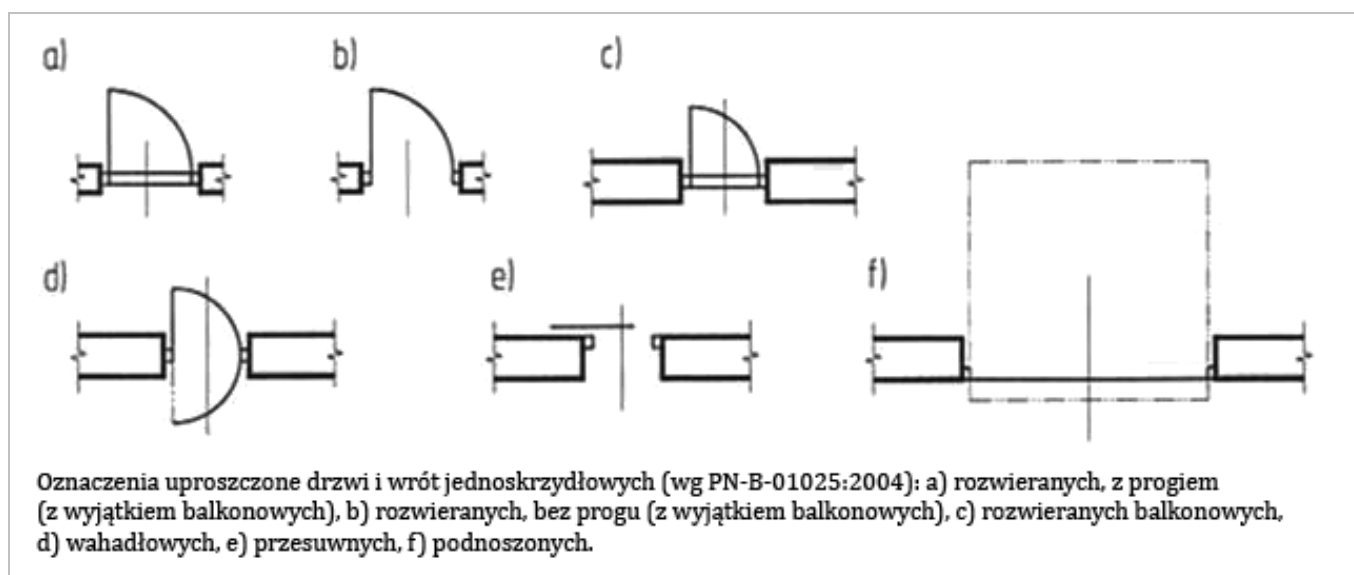 a)
b)
c)
d)
e)
f)
Oznaczenia uproszczone drzwi i wrót jednoskrzydłowych (wg PN-B-01025:2004): a) rozwieranych, z progiem
(z wyjątkiem balkonowych), b) rozwieranych, bez progu (z wyjątkiem balkonowych), c) rozwieranych balkonowych,
d) wahadłowych, e) przesuwnych, f) podnoszonych.